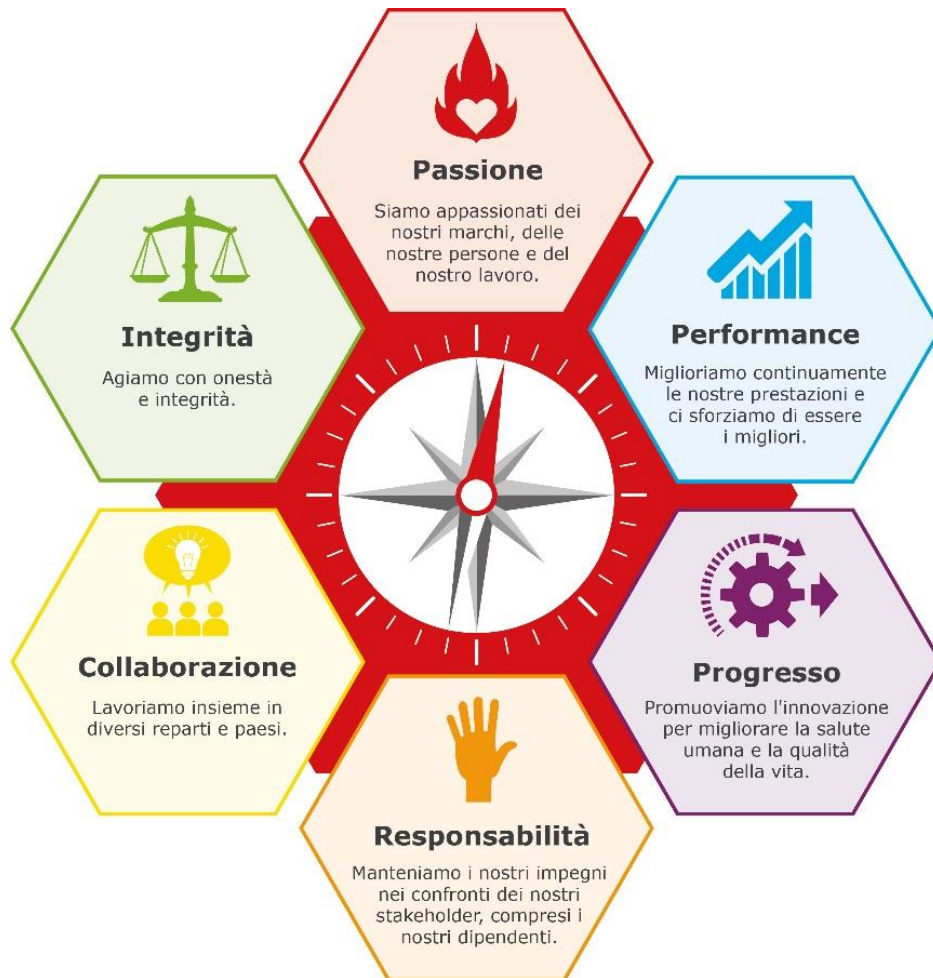 Passione
Siamo appassionati dei
nostri marchi, delle
nostre persone e del
nostro lavoro.
Performance
Miglioriamo continuamente
le nostre prestazioni e
ci sforziamo di essere
i migliori.
Progresso
Promuoviamo l'innovazione
per migliorare la salute
umana e la qualità
della vita.
Responsabilità
Manteniamo i nostri impegni
nei confronti dei nostri
stakeholder, compresi i
nostri dipendenti.
Collaborazione
Lavoriamo insieme in
diversi reparti e paesi.
Integrità
Agiamo con onestà
e integrità.